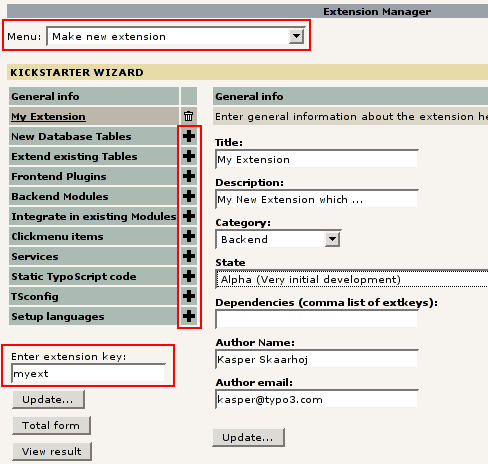 Extension Manager
Menu: Make new extension
KICKSTARTER WIZARD
General info
My Extension
New Database Tables
Extend existing Tables
Frontend Plugins
Backend Modules
Integrate in existing Modules
Clickmenu items
Services
Static TypoScript code
TSconfig
Setup languages
Enter extension key:
myext
Update...
Total form
View result
General info
Enter general information about the extension
Title:
My Extension
Description:
My New Extension which ...
Category:
Backend
State
Alpha (Very initial development)
Dependencies (comma list of extkeys):
Author Name:
Kasper Skaarhoj
Author email:
kasper@typo3.com
Update...